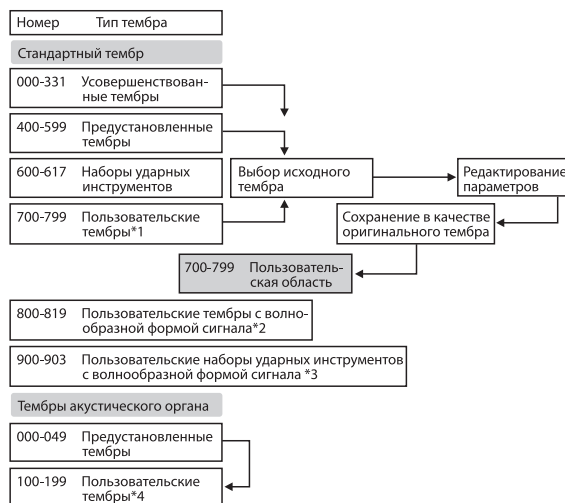 Номер Тип тембра
Стандартный тембр
000-331 Усовершенствован-
ные тембры
400-599 Предустановленные
тембры
600-617 Наборы ударных
инструментов
Выбор исходного
тембра
Редактирование
параметров
700-799 Пользовательские
тембры*1
Сохранение в качестве
оригинального тембра
700-799 Пользователь-
ская область
800-819 Пользовательские тембры с волно-
образной формой сигнала*2
900-903 Пользовательские наборы ударных инструментов
с волнообразной формой сигнала *3
Тембры акустического органа
000-049 Предустановленные
тембры
100-199 Пользовательские
тембры*4